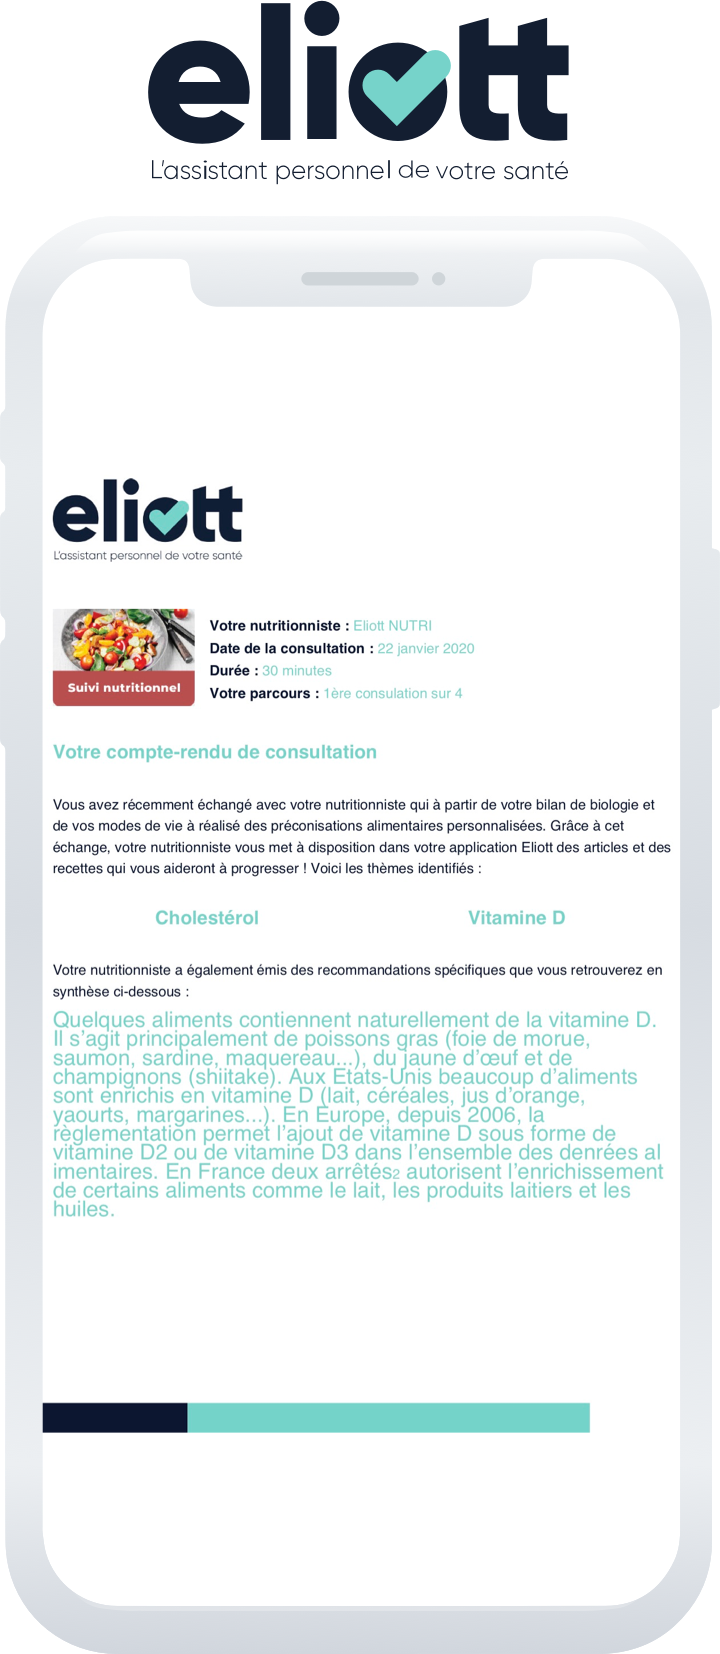 eliott
L'assistant personnel de votre santé
eliott
L'assistant personnel de votre santé
Suivi nutritionnel
Votre nutritionniste : Eliott NUTRI
Date de la consultation : 22 janvier 2020
Durée : 30 minutes
Votre parcours : 1ère consulation sur 4
Votre compte-rendu de consultation
Vous avez récemment échangé avec votre nutritionniste qui à partir de votre bilan de biologie et
de vos modes de vie à réalisé des préconisations alimentaires personnalisées. Grâce à cet
échange, votre nutritionniste vous met à disposition dans votre application Eliott des articles et des
recettes qui vous aideront à progresser ! Voici les thèmes identifiés :
Cholestérol Vitamine D
Votre nutritionniste a également émis des recommandations spécifiques que vous retrouverez en
synthèse ci-dessous :
Quelques aliments contiennent naturellement de la vitamine D.
Il s'agit principalement de poissons gras (foie de morue,
saumon, sardine, maquereau...), du jaune d'œuf et de
champignons (shiitake). Aux Etats-Unis beaucoup d'aliments
sont enrichis en vitamine D (lait, céréales, jus d'orange,
yaourts, margarines...). En Europe, depuis 2006, la
règlementation permet l'ajout de vitamine D sous forme de
vitamine D2 ou de vitamine D3 dans l'ensemble des denrées al
imentaires. En France deux arrêtés2 autorisent l'enrichissement
de certains aliments comme le lait, les produits laitiers et les
huiles.